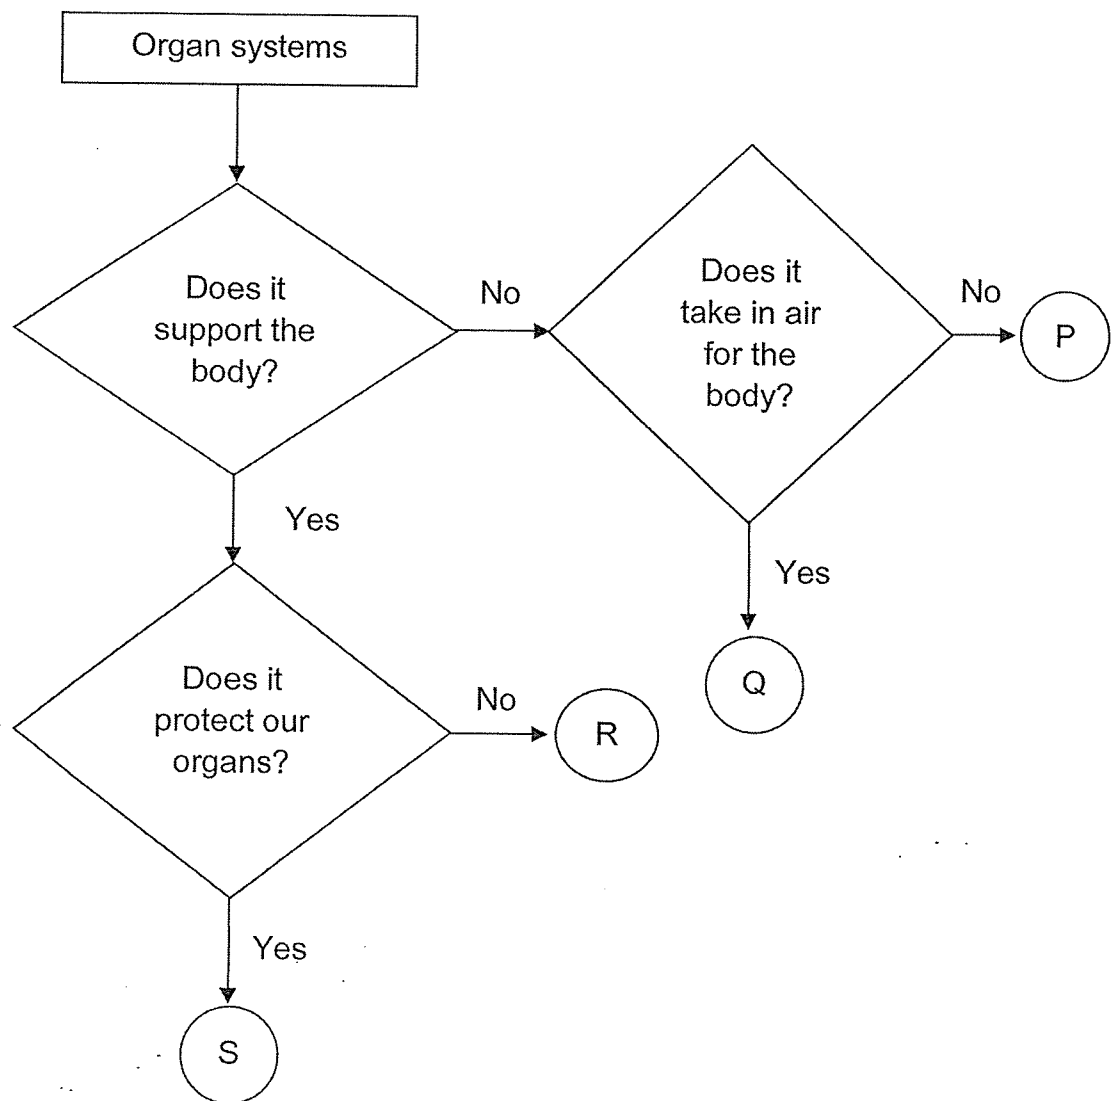 Organ systems
Does it
support the
body?
No
Does it
take in air
for the
body?
No
P
Yes
Yes
Q
Does it
protect our
organs?
No
R
Yes
S